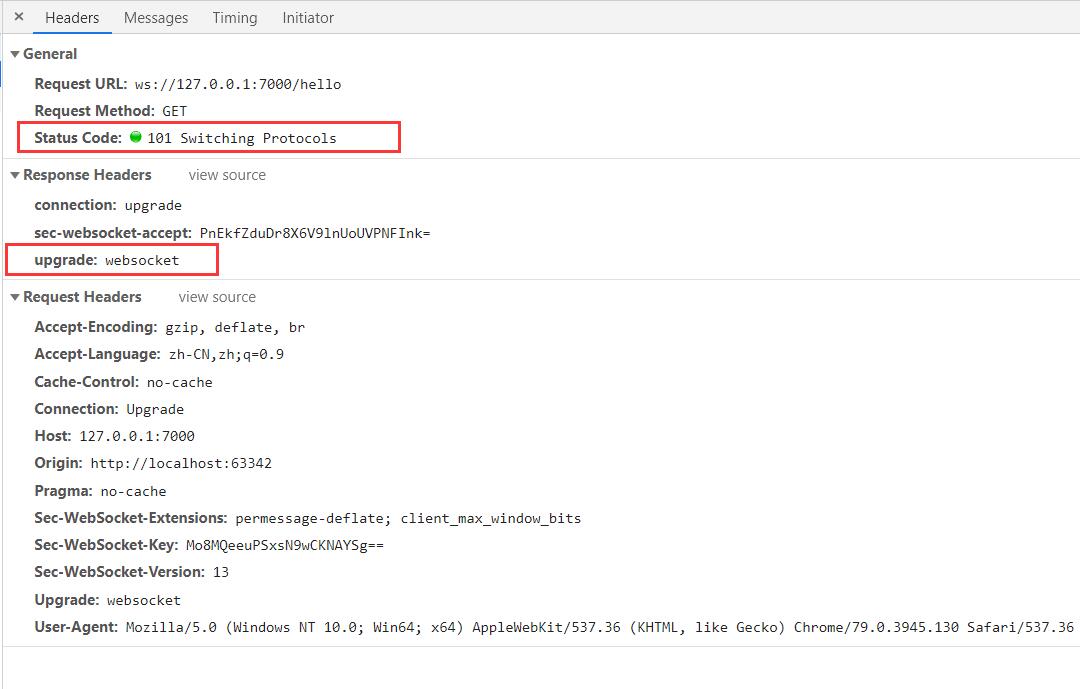 × Headers Messages Timing Initiator
General
Request URL: ws://127.0.0.1:7000/hello
Request Method: GET
Status Code: 101 Switching Protocols
Response Headers view source
connection: upgrade
sec-websocket-accept: PnEkfZduDr8X6V9lnUoUVPNFInk=
upgrade: websocket
Request Headers view source
Accept-Encoding: gzip, deflate, br
Accept-Language: zh-CN,zh;q=0.9
Cache-Control: no-cache
Connection: Upgrade
Host: 127.0.0.1:7000
Origin: http://localhost:63342
Pragma: no-cache
Sec-WebSocket-Extensions: permessage-deflate; client_max_window_bits
Sec-WebSocket-Key: Mo8MQeeuPSxsN9wCKNAYSg==
Sec-WebSocket-Version: 13
Upgrade: websocket
User-Agent: Mozilla/5.0 (Windows NT 10.0; Win64; x64) AppleWebKit/537.36 (KHTML, like Gecko) Chrome/79.0.3945.130 Safari/537.36